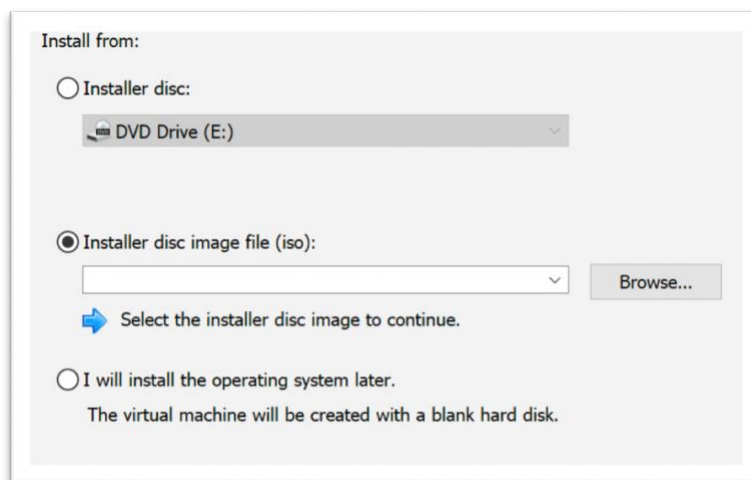 Install from:
Installer disc:
DVD Drive (E:)
Installer disc image file (iso):
Browse...
Select the installer disc image to continue.
I will install the operating system later.
The virtual machine will be created with a blank hard disk.